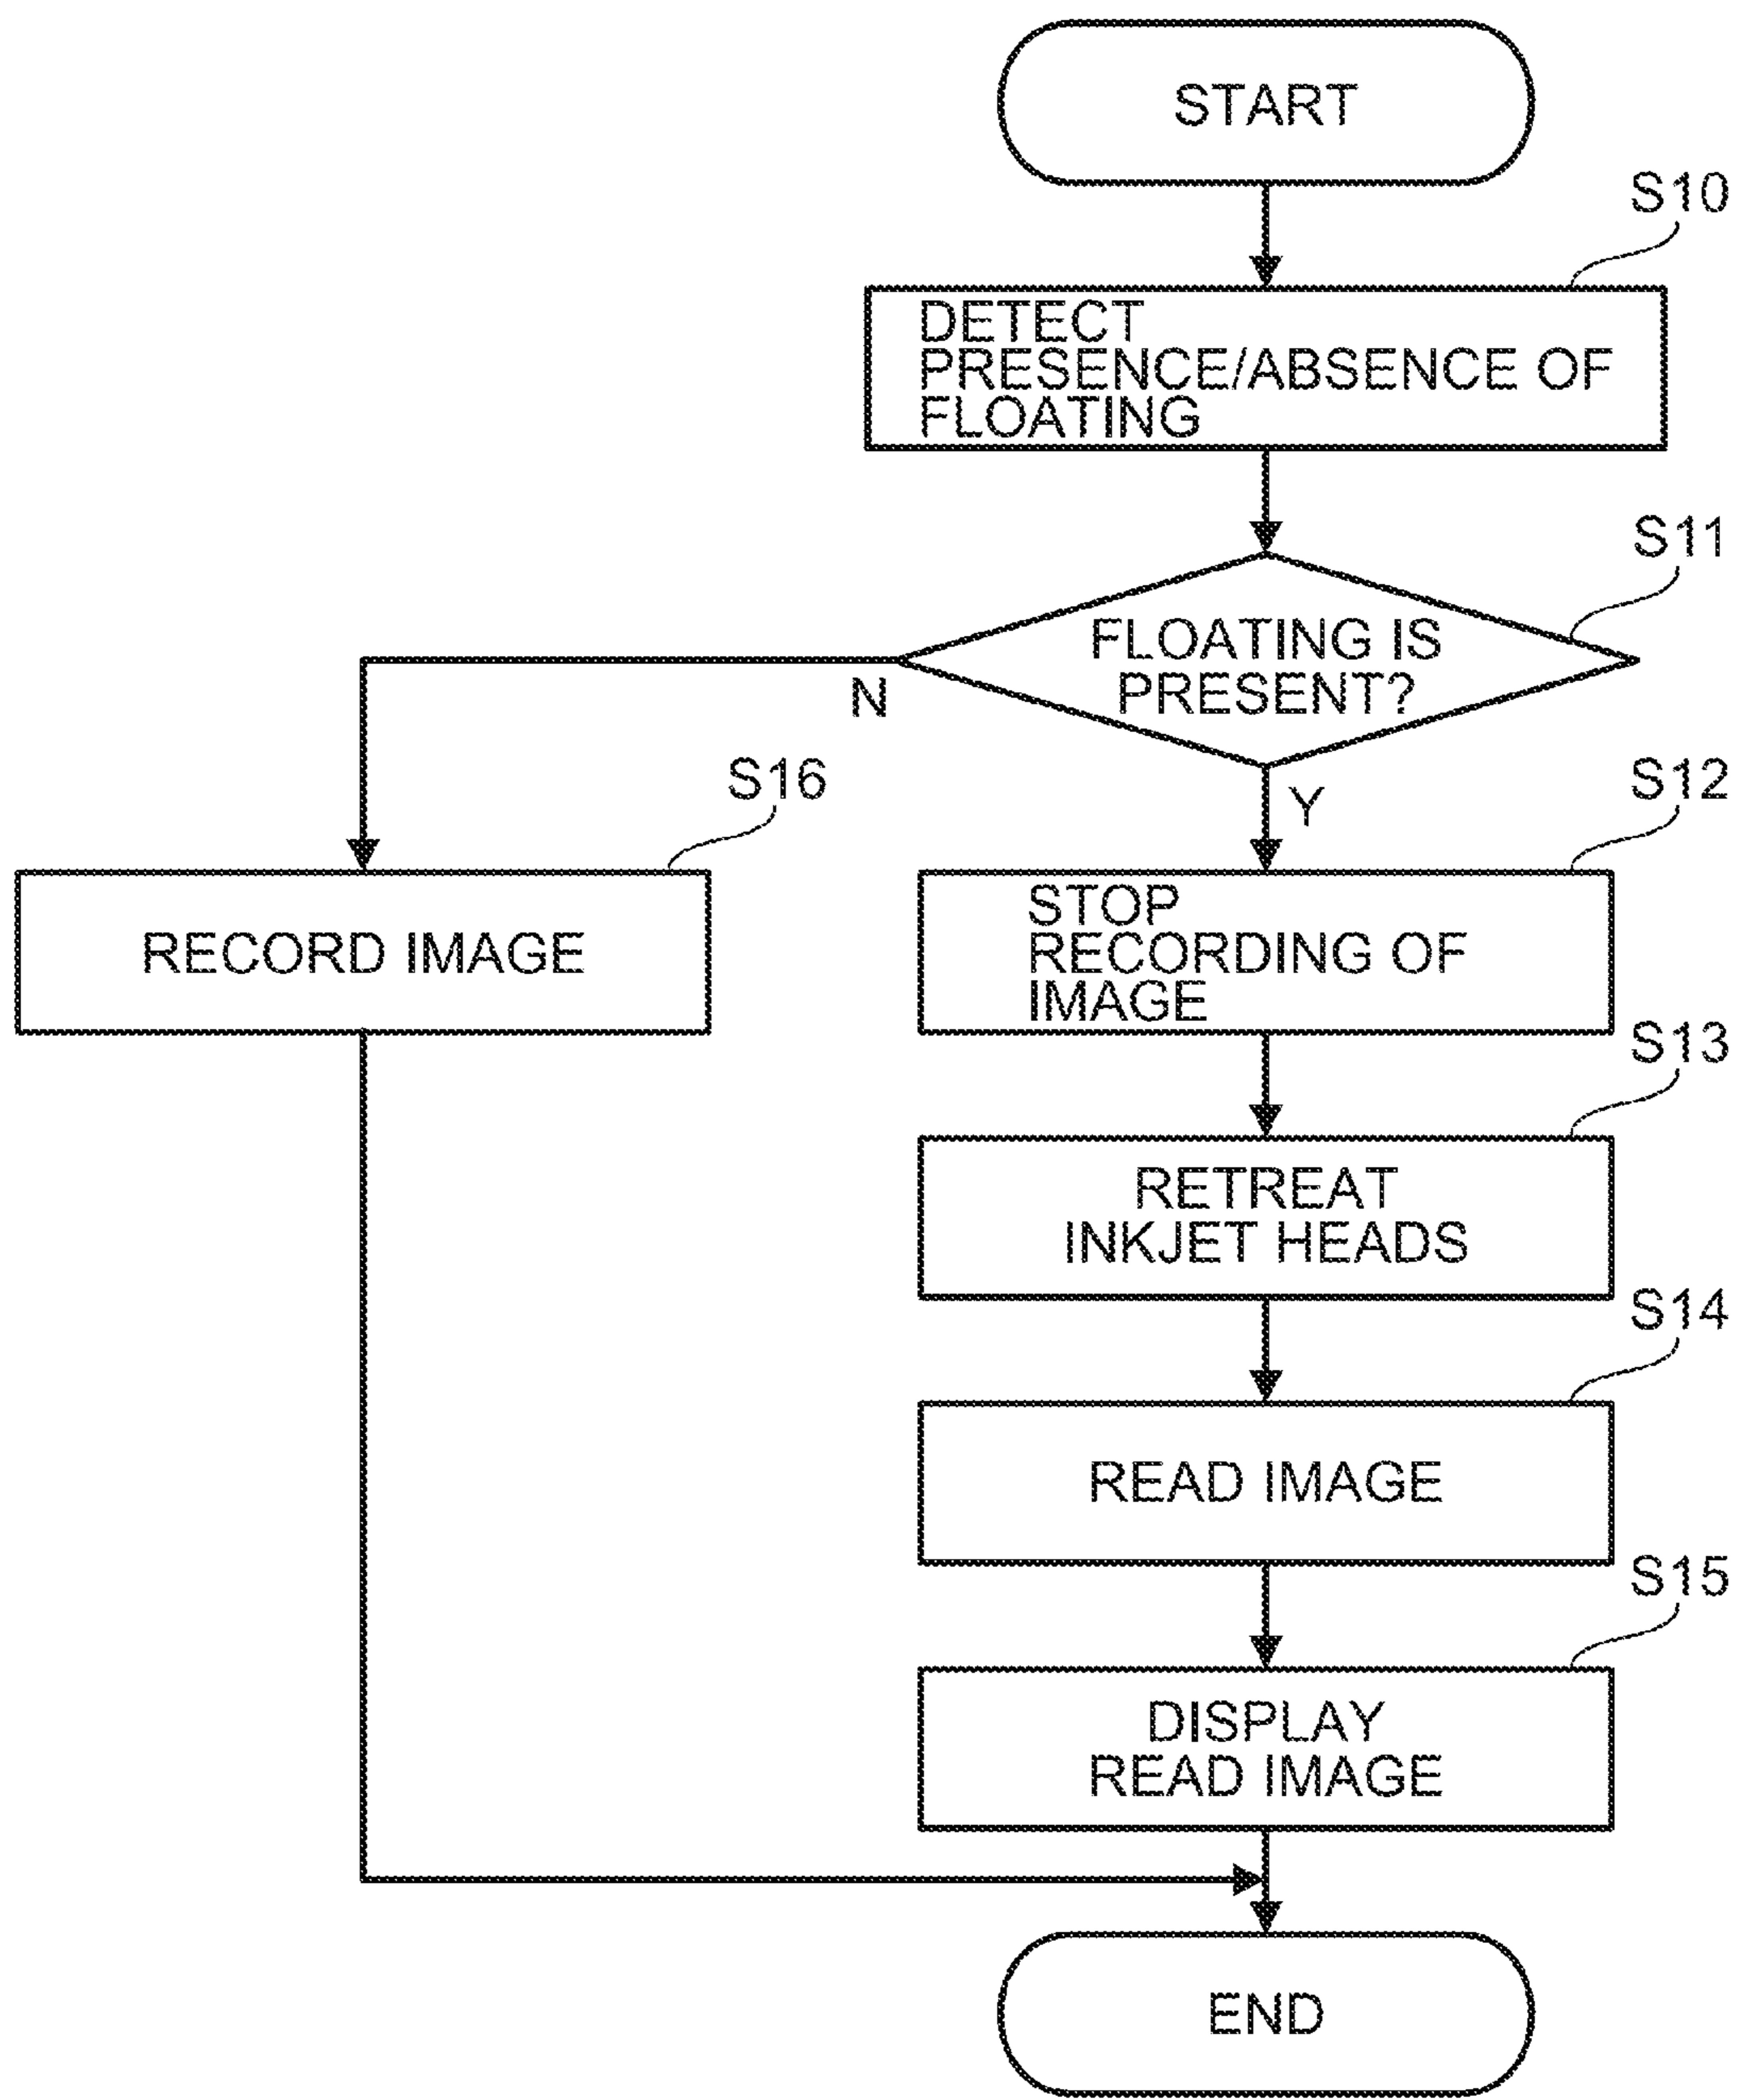 START
S10
DETECT
PRESENCE/ABSENCE OF
FLOATING
S11
FLOATING IS
PRESENT?
N
Y
S16
RECORD IMAGE
S12
STOP
RECORDING OF
IMAGE
S13
RETREAT
INKJET HEADS
S14
READ IMAGE
S15
DISPLAY
READ IMAGE
END